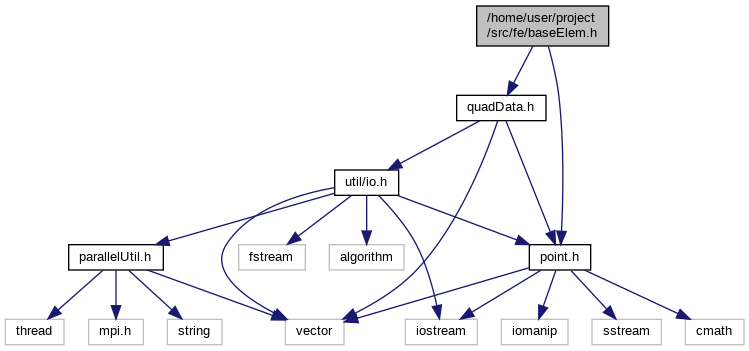 /home/user/project
/src/fe/baseElem.h
quadData.h
util/io.h
parallelUtil.h
fstream
algorithm
point.h
thread
mpi.h
string
vector
iostream
iomanip
sstream
cmath